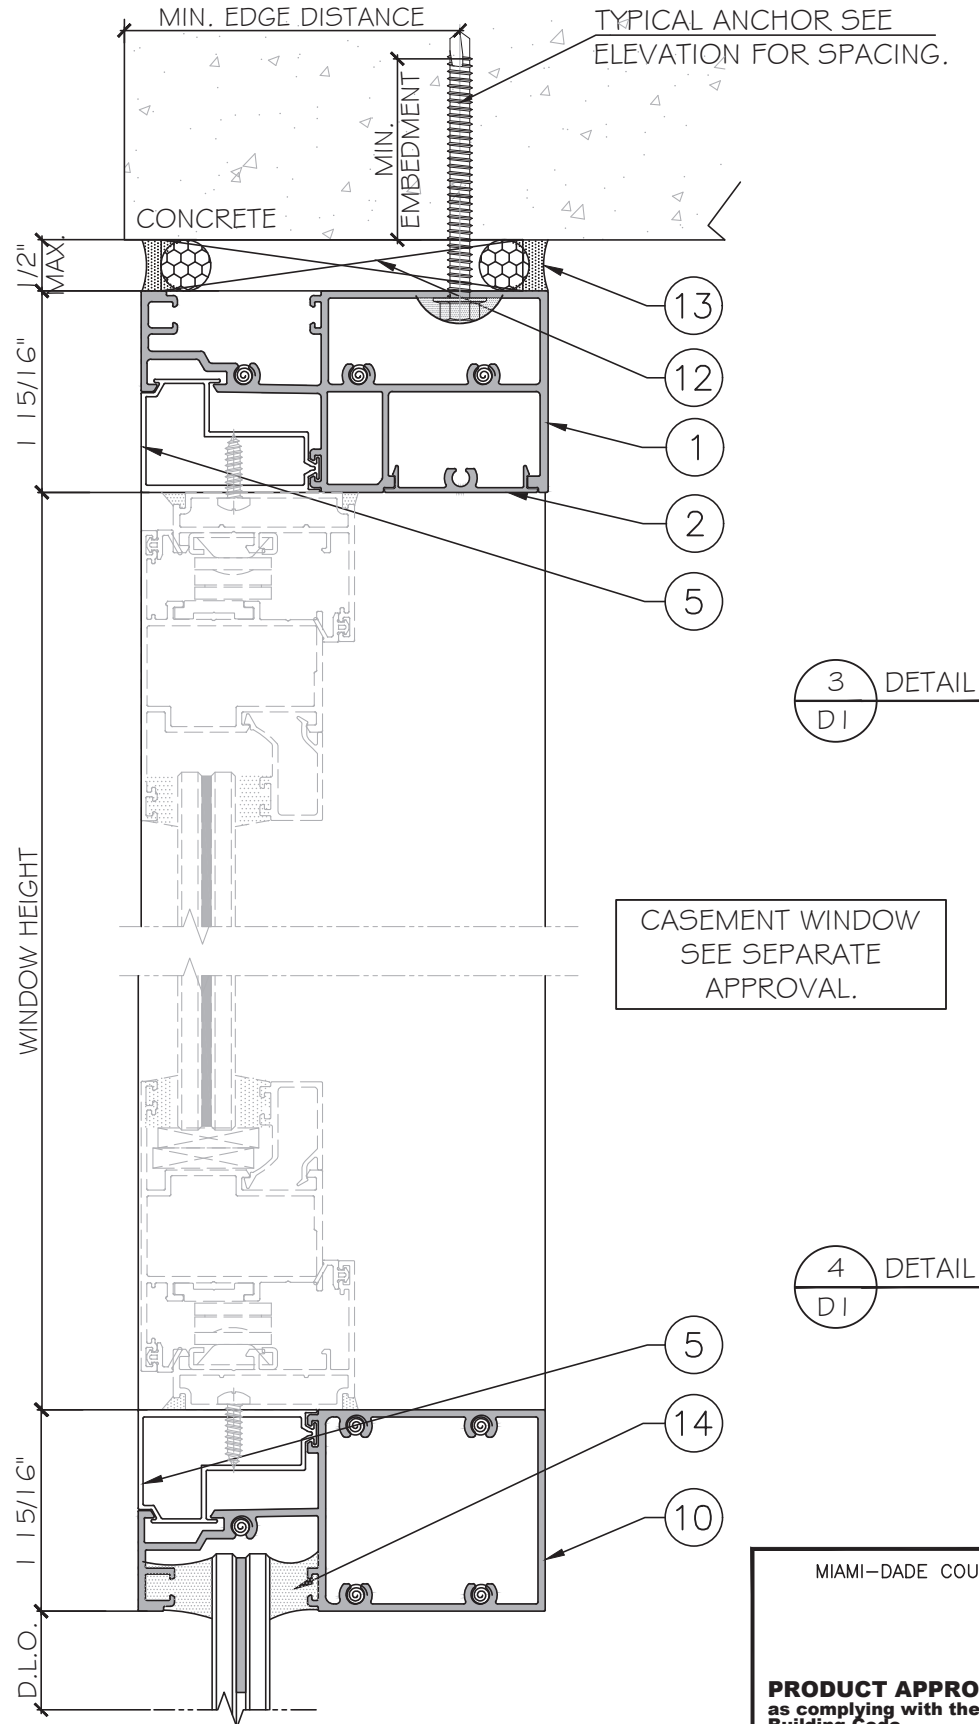 MIN. EDGE DISTANCE
TYPICAL ANCHOR SEE
ELEVATION FOR SPACING.
MIN.
EMBEDMENT
CONCRETE
1/2"
MAX.
13
12
1 15/16"
1
2
5
3
DETAIL
D1
WINDOW HEIGHT
CASEMENT WINDOW
SEE SEPARATE
APPROVAL.
4
DETAIL
D1
5
14
1 15/16"
10
D.L.O.
MIAMI-DADE COU
PRODUCT APPRO
as complying with the
Building Code